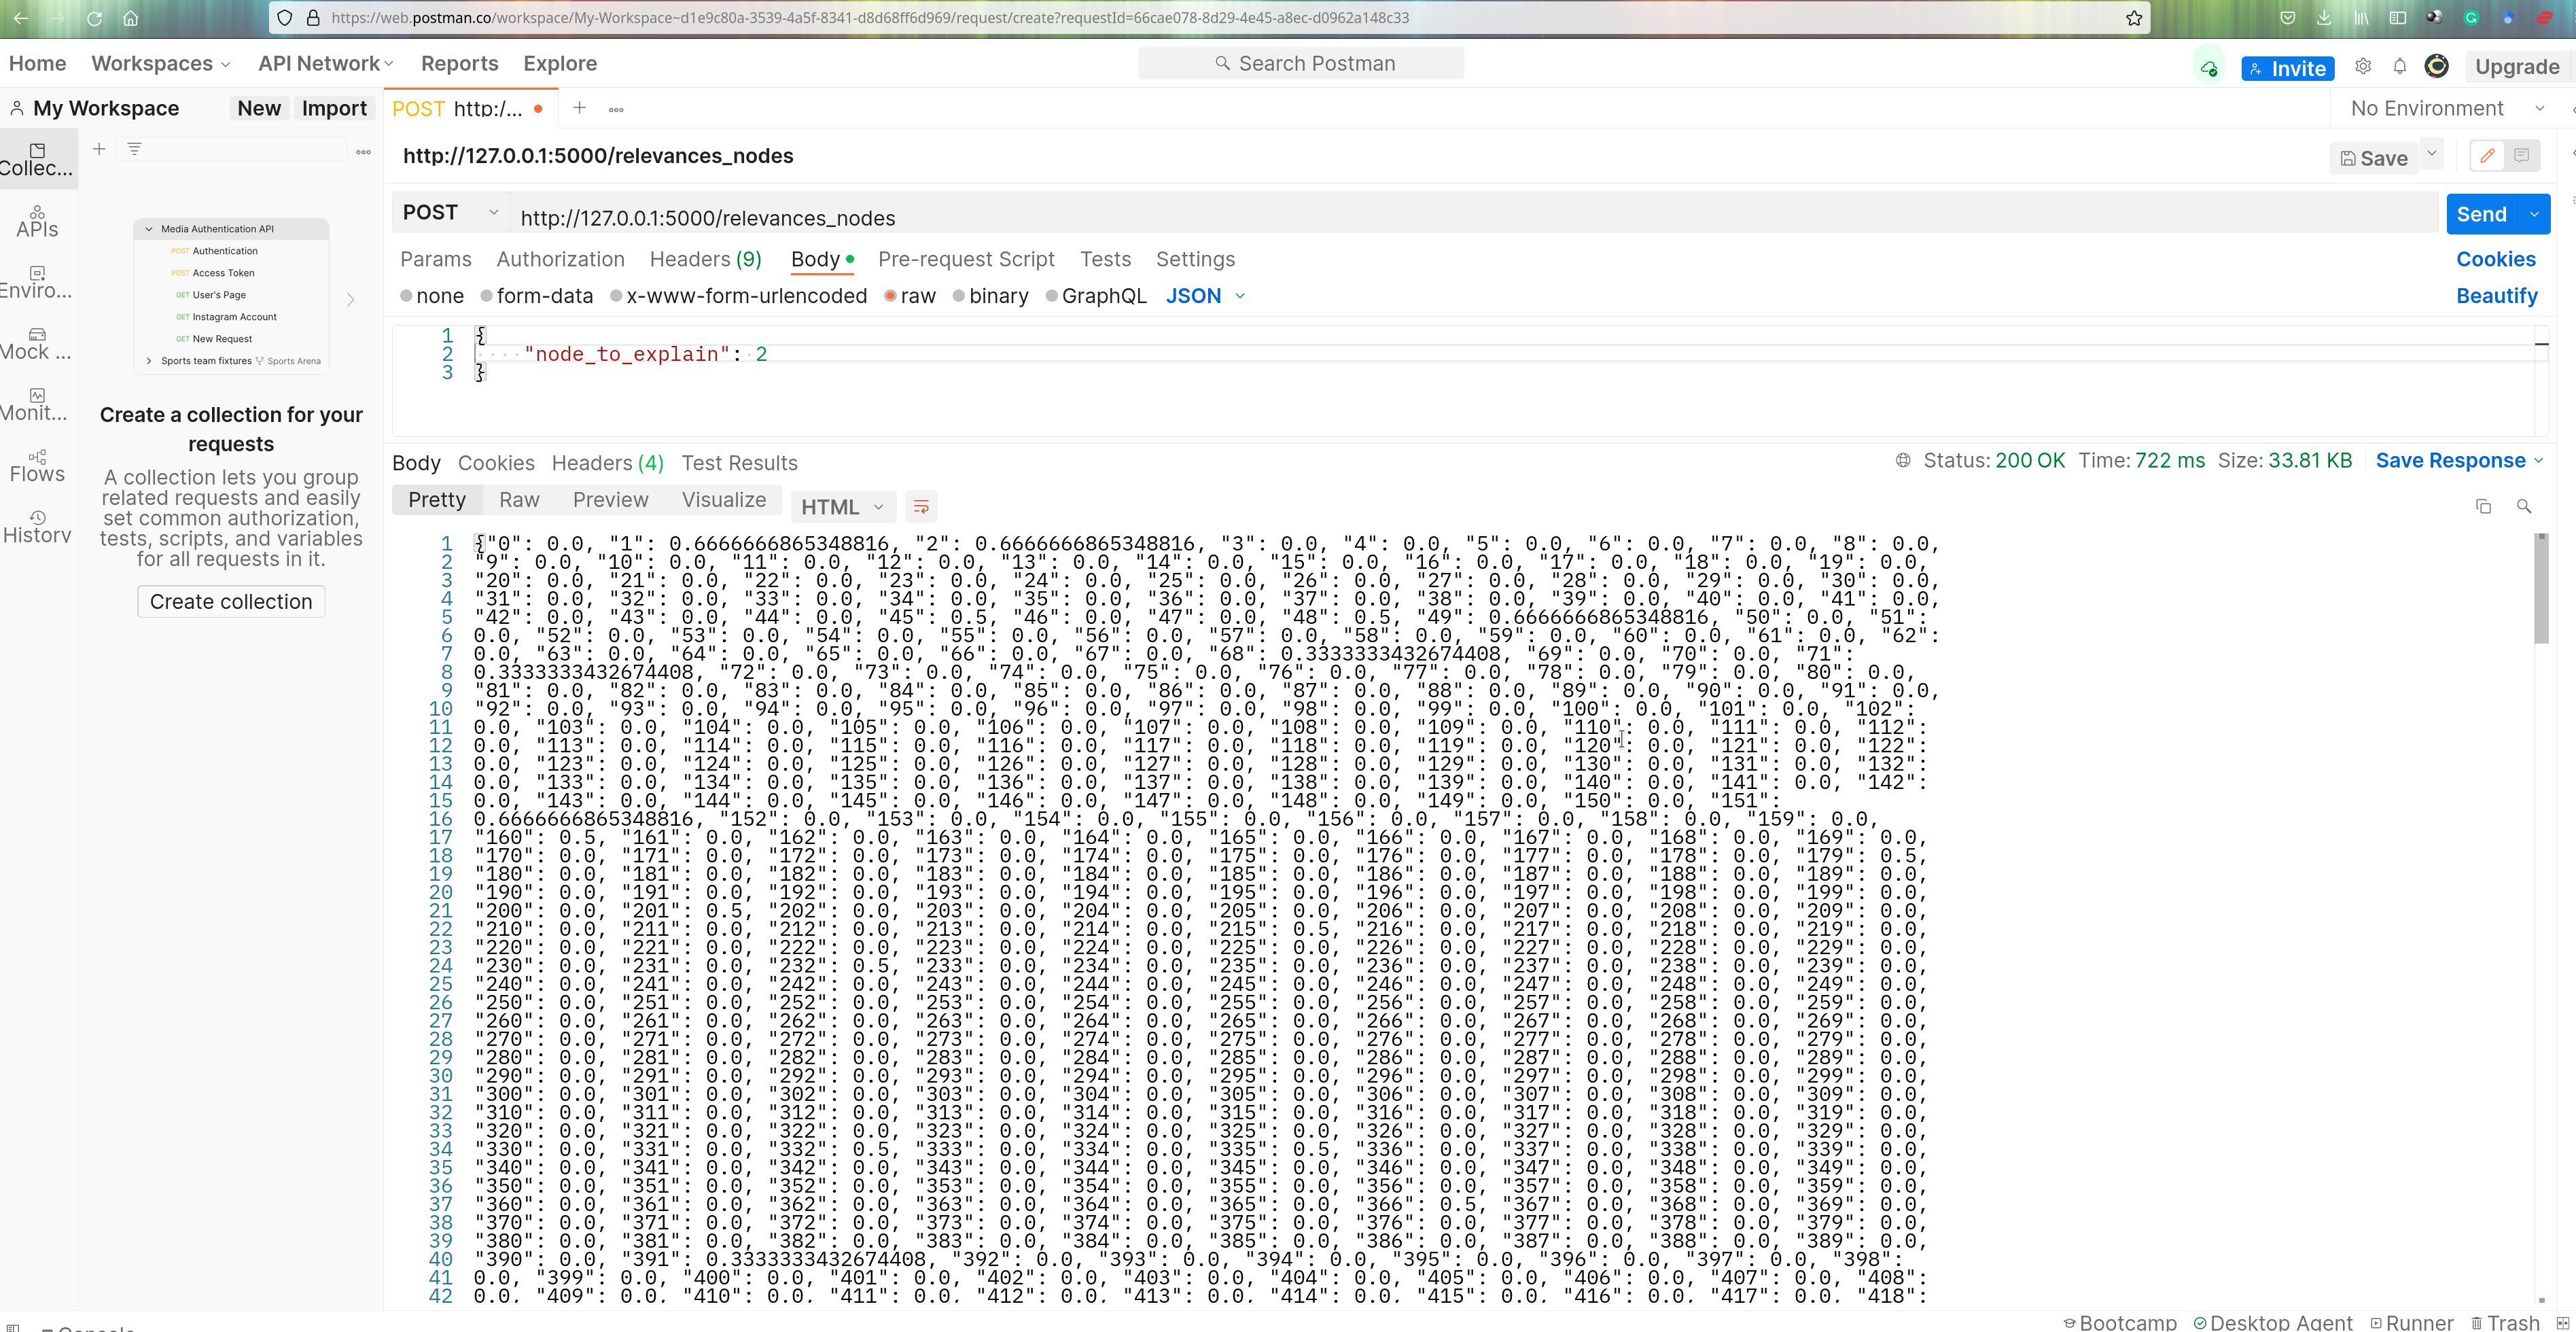 https://web.postman.co/workspace/My-Workspace~d1e9c80a-3539-4a5f-8341-d8d68ff6d969/request/create?requestId=66cae078-8d29-4e45-a8ec-d0962a148c33
Home Workspaces API Network Reports Explore Search Postman Invite Upgrade
My Workspace New Import POST http:/... No Environment
Collec...
http://127.0.0.1:5000/relevances_nodes Save
APIs
POST http://127.0.0.1:5000/relevances_nodes Send
Media Authentication API
POST Authentication
POST Access Token
GET User's Page
GET Instagram Account
GET New Request
Sports team fixtures Sports Arena
Params Authorization Headers (9) Body Pre-request Script Tests Settings Cookies
Enviro...
none form-data x-www-form-urlencoded raw binary GraphQL JSON Beautify
1 {
2 "node_to_explain": 2
3 }
Mock ...
Monit...
Flows
History
Create a collection for your
requests
A collection lets you group
related requests and easily
set common authorization,
tests, scripts, and variables
for all requests in it.
Create collection
Body Cookies Headers (4) Test Results Status: 200 OK Time: 722 ms Size: 33.81 KB Save Response
Pretty Raw Preview Visualize HTML
1 {"0": 0.0, "1": 0.6666666865348816, "2": 0.6666666865348816, "3": 0.0, "4": 0.0, "5": 0.0, "6": 0.0, "7": 0.0, "8": 0.0,
2 "9": 0.0, "10": 0.0, "11": 0.0, "12": 0.0, "13": 0.0, "14": 0.0, "15": 0.0, "16": 0.0, "17": 0.0, "18": 0.0, "19": 0.0,
3 "20": 0.0, "21": 0.0, "22": 0.0, "23": 0.0, "24": 0.0, "25": 0.0, "26": 0.0, "27": 0.0, "28": 0.0, "29": 0.0, "30": 0.0,
4 "31": 0.0, "32": 0.0, "33": 0.0, "34": 0.0, "35": 0.0, "36": 0.0, "37": 0.0, "38": 0.0, "39": 0.0, "40": 0.0, "41": 0.0,
5 "42": 0.0, "43": 0.0, "44": 0.0, "45": 0.5, "46": 0.0, "47": 0.0, "48": 0.5, "49": 0.6666666865348816, "50": 0.0, "51":
6 0.0, "52": 0.0, "53": 0.0, "54": 0.0, "55": 0.0, "56": 0.0, "57": 0.0, "58": 0.0, "59": 0.0, "60": 0.0, "61": 0.0, "62":
7 0.0, "63": 0.0, "64": 0.0, "65": 0.0, "66": 0.0, "67": 0.0, "68": 0.3333333432674408, "69": 0.0, "70": 0.0, "71":
8 0.3333333432674408, "72": 0.0, "73": 0.0, "74": 0.0, "75": 0.0, "76": 0.0, "77": 0.0, "78": 0.0, "79": 0.0, "80": 0.0,
9 "81": 0.0, "82": 0.0, "83": 0.0, "84": 0.0, "85": 0.0, "86": 0.0, "87": 0.0, "88": 0.0, "89": 0.0, "90": 0.0, "91": 0.0,
10 "92": 0.0, "93": 0.0, "94": 0.0, "95": 0.0, "96": 0.0, "97": 0.0, "98": 0.0, "99": 0.0, "100": 0.0, "101": 0.0, "102":
11 0.0, "103": 0.0, "104": 0.0, "105": 0.0, "106": 0.0, "107": 0.0, "108": 0.0, "109": 0.0, "110": 0.0, "111": 0.0, "112":
12 0.0, "113": 0.0, "114": 0.0, "115": 0.0, "116": 0.0, "117": 0.0, "118": 0.0, "119": 0.0, "120": 0.0, "121": 0.0, "122":
13 0.0, "123": 0.0, "124": 0.0, "125": 0.0, "126": 0.0, "127": 0.0, "128": 0.0, "129": 0.0, "130": 0.0, "131": 0.0, "132":
14 0.0, "133": 0.0, "134": 0.0, "135": 0.0, "136": 0.0, "137": 0.0, "138": 0.0, "139": 0.0, "140": 0.0, "141": 0.0, "142":
15 0.0, "143": 0.0, "144": 0.0, "145": 0.0, "146": 0.0, "147": 0.0, "148": 0.0, "149": 0.0, "150": 0.0, "151":
16 0.6666666865348816, "152": 0.0, "153": 0.0, "154": 0.0, "155": 0.0, "156": 0.0, "157": 0.0, "158": 0.0, "159": 0.0,
17 "160": 0.5, "161": 0.0, "162": 0.0, "163": 0.0, "164": 0.0, "165": 0.0, "166": 0.0, "167": 0.0, "168": 0.0, "169": 0.0,
18 "170": 0.0, "171": 0.0, "172": 0.0, "173": 0.0, "174": 0.0, "175": 0.0, "176": 0.0, "177": 0.0, "178": 0.0, "179": 0.5,
19 "180": 0.0, "181": 0.0, "182": 0.0, "183": 0.0, "184": 0.0, "185": 0.0, "186": 0.0, "187": 0.0, "188": 0.0, "189": 0.0,
20 "190": 0.0, "191": 0.0, "192": 0.0, "193": 0.0, "194": 0.0, "195": 0.0, "196": 0.0, "197": 0.0, "198": 0.0, "199": 0.0,
21 "200": 0.0, "201": 0.5, "202": 0.0, "203": 0.0, "204": 0.0, "205": 0.0, "206": 0.0, "207": 0.0, "208": 0.0, "209": 0.0,
22 "210": 0.0, "211": 0.0, "212": 0.0, "213": 0.0, "214": 0.0, "215": 0.5, "216": 0.0, "217": 0.0, "218": 0.0, "219": 0.0,
23 "220": 0.0, "221": 0.0, "222": 0.0, "223": 0.0, "224": 0.0, "225": 0.0, "226": 0.0, "227": 0.0, "228": 0.0, "229": 0.0,
24 "230": 0.0, "231": 0.0, "232": 0.5, "233": 0.0, "234": 0.0, "235": 0.0, "236": 0.0, "237": 0.0, "238": 0.0, "239": 0.0,
25 "240": 0.0, "241": 0.0, "242": 0.0, "243": 0.0, "244": 0.0, "245": 0.0, "246": 0.0, "247": 0.0, "248": 0.0, "249": 0.0,
26 "250": 0.0, "251": 0.0, "252": 0.0, "253": 0.0, "254": 0.0, "255": 0.0, "256": 0.0, "257": 0.0, "258": 0.0, "259": 0.0,
27 "260": 0.0, "261": 0.0, "262": 0.0, "263": 0.0, "264": 0.0, "265": 0.0, "266": 0.0, "267": 0.0, "268": 0.0, "269": 0.0,
28 "270": 0.0, "271": 0.0, "272": 0.0, "273": 0.0, "274": 0.0, "275": 0.0, "276": 0.0, "277": 0.0, "278": 0.0, "279": 0.0,
29 "280": 0.0, "281": 0.0, "282": 0.0, "283": 0.0, "284": 0.0, "285": 0.0, "286": 0.0, "287": 0.0, "288": 0.0, "289": 0.0,
30 "290": 0.0, "291": 0.0, "292": 0.0, "293": 0.0, "294": 0.0, "295": 0.0, "296": 0.0, "297": 0.0, "298": 0.0, "299": 0.0,
31 "300": 0.0, "301": 0.0, "302": 0.0, "303": 0.0, "304": 0.0, "305": 0.0, "306": 0.0, "307": 0.0, "308": 0.0, "309": 0.0,
32 "310": 0.0, "311": 0.0, "312": 0.0, "313": 0.0, "314": 0.0, "315": 0.0, "316": 0.0, "317": 0.0, "318": 0.0, "319": 0.0,
33 "320": 0.0, "321": 0.0, "322": 0.0, "323": 0.0, "324": 0.0, "325": 0.0, "326": 0.0, "327": 0.0, "328": 0.0, "329": 0.0,
34 "330": 0.0, "331": 0.0, "332": 0.5, "333": 0.0, "334": 0.0, "335": 0.5, "336": 0.0, "337": 0.0, "338": 0.0, "339": 0.0,
35 "340": 0.0, "341": 0.0, "342": 0.0, "343": 0.0, "344": 0.0, "345": 0.0, "346": 0.0, "347": 0.0, "348": 0.0, "349": 0.0,
36 "350": 0.0, "351": 0.0, "352": 0.0, "353": 0.0, "354": 0.0, "355": 0.0, "356": 0.0, "357": 0.0, "358": 0.0, "359": 0.0,
37 "360": 0.0, "361": 0.0, "362": 0.0, "363": 0.0, "364": 0.0, "365": 0.0, "366": 0.5, "367": 0.0, "368": 0.0, "369": 0.0,
38 "370": 0.0, "371": 0.0, "372": 0.0, "373": 0.0, "374": 0.0, "375": 0.0, "376": 0.0, "377": 0.0, "378": 0.0, "379": 0.0,
39 "380": 0.0, "381": 0.0, "382": 0.0, "383": 0.0, "384": 0.0, "385": 0.0, "386": 0.0, "387": 0.0, "388": 0.0, "389": 0.0,
40 "390": 0.0, "391": 0.3333333432674408, "392": 0.0, "393": 0.0, "394": 0.0, "395": 0.0, "396": 0.0, "397": 0.0, "398":
41 0.0, "399": 0.0, "400": 0.0, "401": 0.0, "402": 0.0, "403": 0.0, "404": 0.0, "405": 0.0, "406": 0.0, "407": 0.0, "408":
42 0.0, "409": 0.0, "410": 0.0, "411": 0.0, "412": 0.0, "413": 0.0, "414": 0.0, "415": 0.0, "416": 0.0, "417": 0.0, "418":
Console Bootcamp Desktop Agent Runner Trash